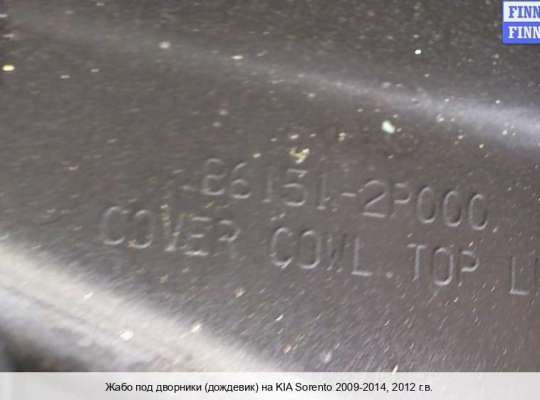 FINN
FINN
86151-2P000
COVER COWL TOP
Жабо под дворники (дождевик) на KIA Sorento 2009-2014, 2012 г.в.